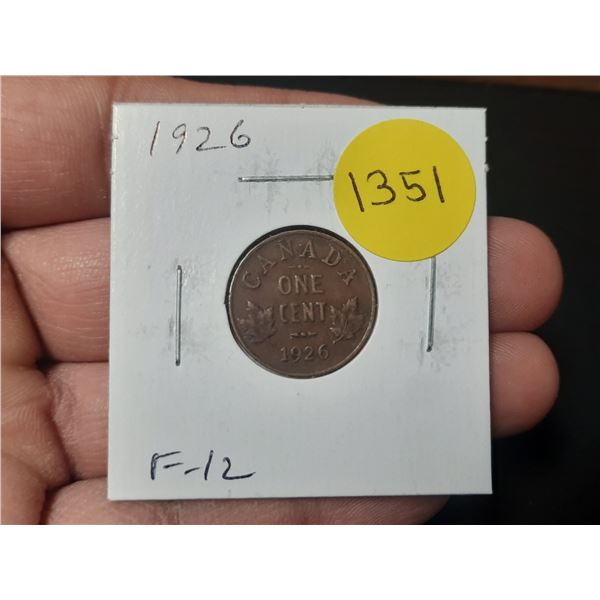 1926
1351
CANADA
ONE
CENT
1926
F-12